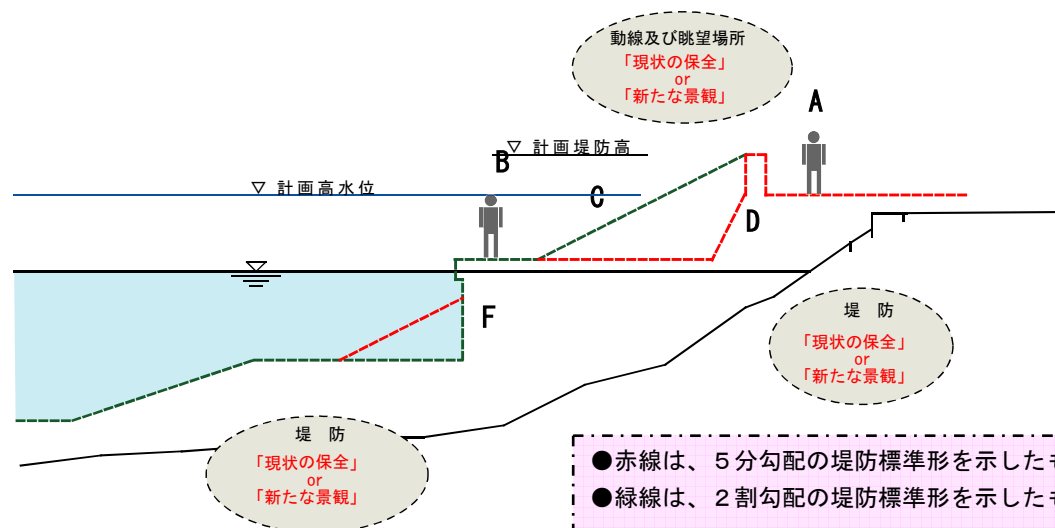 動線及び眺望場所
「現状の保全」
or
「新たな景観」
A
▽ 計画堤防高
B
▽ 計画高水位
C
D
F
堤 防
「現状の保全」
or
「新たな景観」
堤 防
「現状の保全」
or
「新たな景観」
●赤線は、５分勾配の堤防標準形を示したも
●緑線は、２割勾配の堤防標準形を示したも